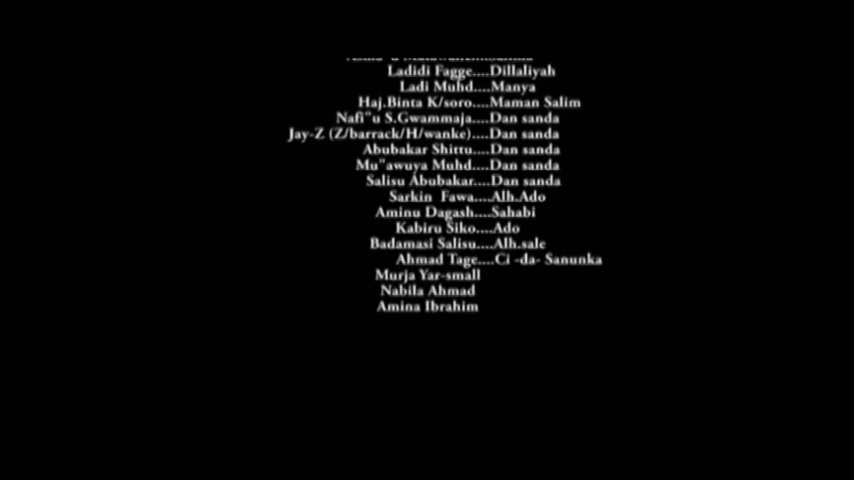 Ladidi Fagge....Dillaliyah
Ladi Muhd....Manya
Haj.Binta K/soro....Maman Salim
Nafi"u S.Gwammaja....Dan sanda
Jay-Z (Z/barrack/H/wanke)....Dan sanda
Abubakar Shittu....Dan sanda
Mu"awuya Muhd....Dan sanda
Salisu Abubakar....Dan sanda
Sarkin Fawa....Alh.Ado
Aminu Dagash....Sahabi
Kabiru Siko....Ado
Badamasi Salisu....Alh.sale
Ahmad Tage....Ci -da- Sanunka
Murja Yar-small
Nabila Ahmad
Amina Ibrahim